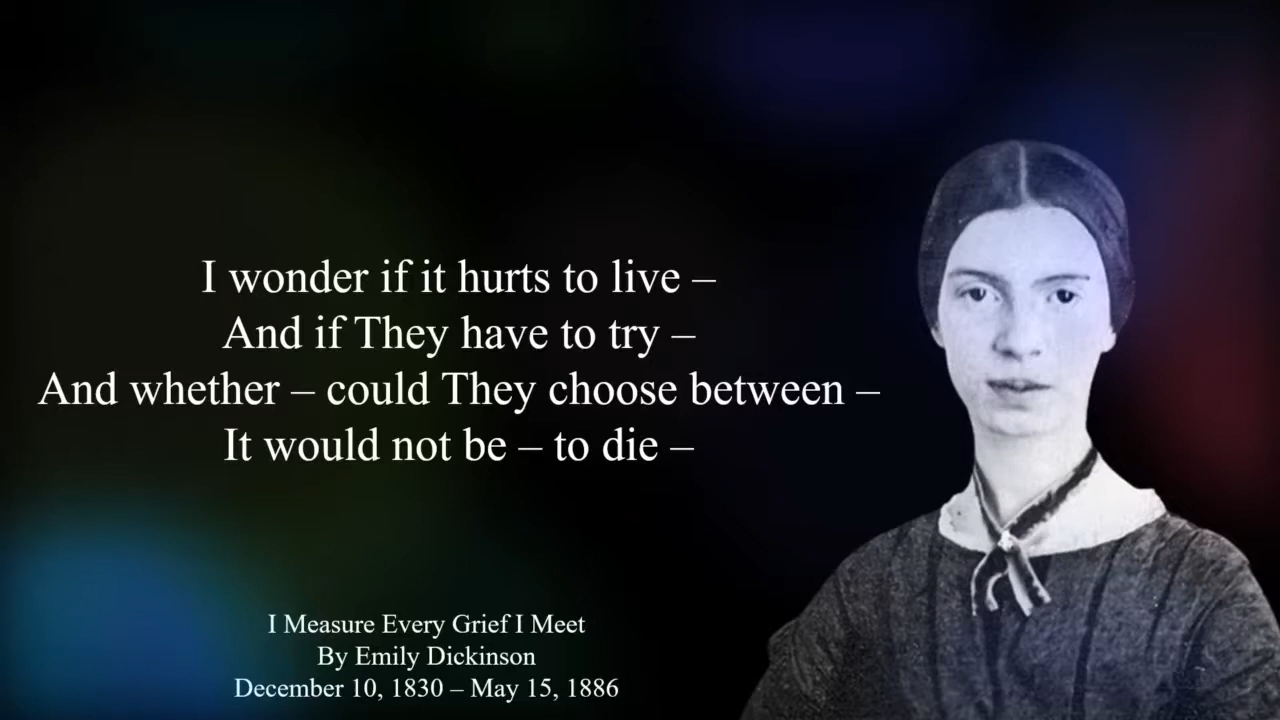 I wonder if it hurts to live –
And if They have to try –
And whether – could They choose between –
It would not be – to die –
I Measure Every Grief I Meet
By Emily Dickinson
December 10, 1830 – May 15, 1886